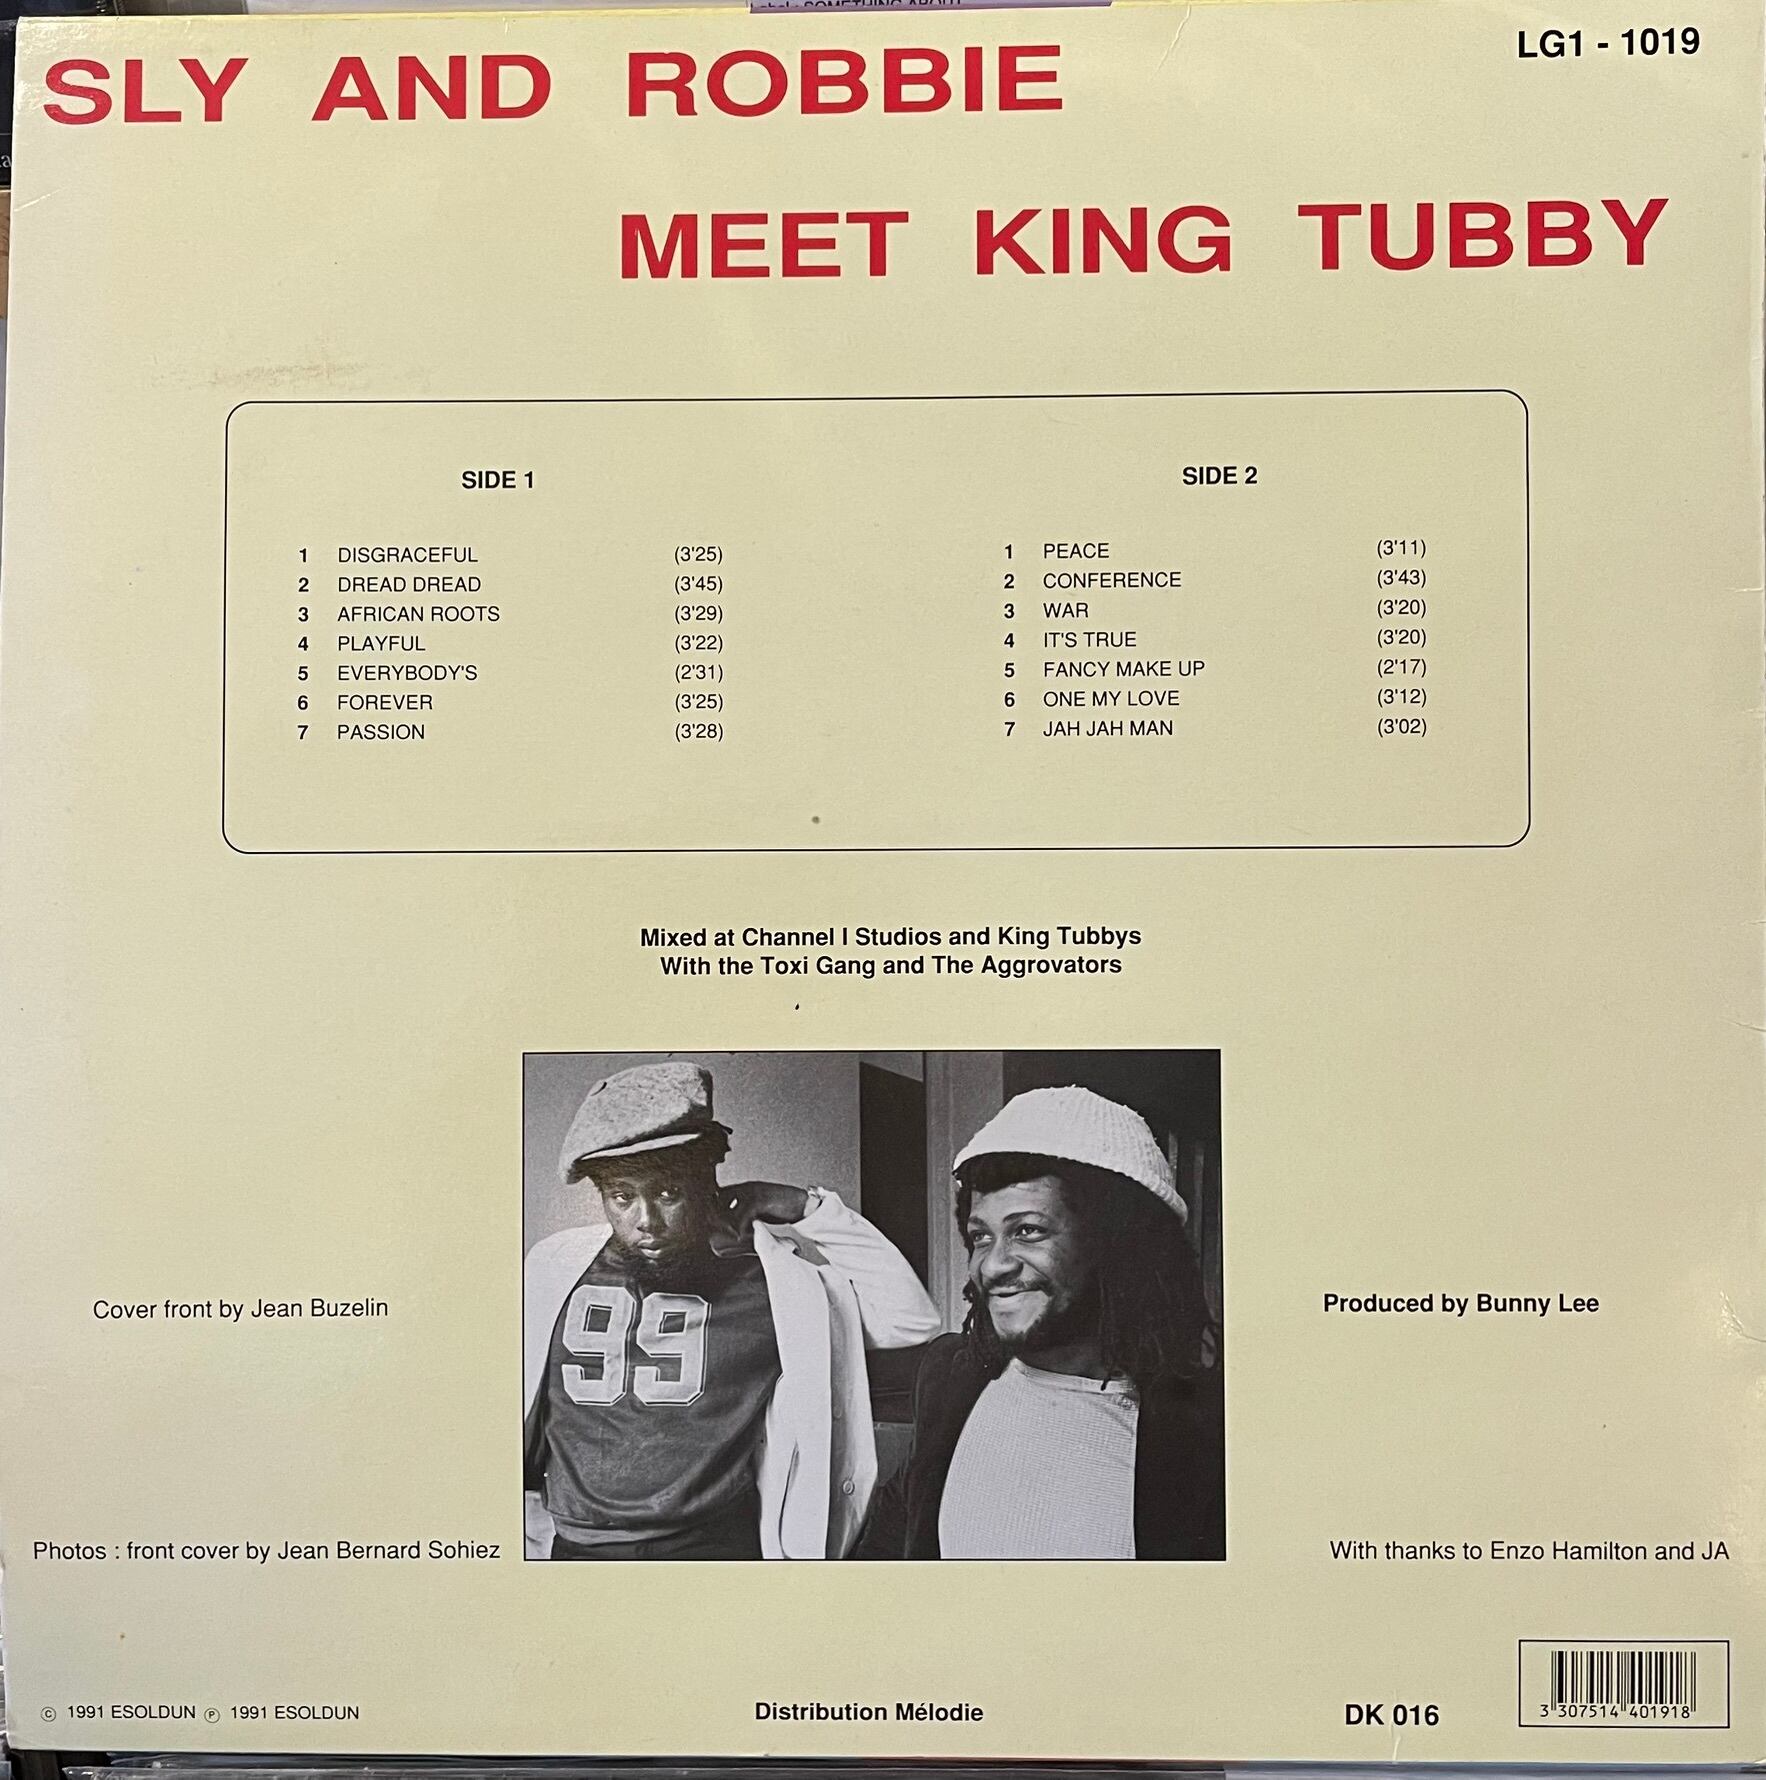 SLY AND ROBBIE
LG1 - 1019
MEET KING TUBBY
SIDE 1
1 DISGRACEFUL (3'25)
2 DREAD DREAD (3'45)
3 AFRICAN ROOTS (3'29)
4 PLAYFUL (3'22)
5 EVERYBODY'S (2'31)
6 FOREVER (3'25)
7 PASSION (3'28)
SIDE 2
1 PEACE (3'11)
2 CONFERENCE (3'43)
3 WAR (3'20)
4 IT'S TRUE (3'20)
5 FANCY MAKE UP (2'17)
6 ONE MY LOVE (3'12)
7 JAH JAH MAN (3'02)
Mixed at Channel I Studios and King Tubbys
With the Toxi Gang and The Aggrovators
99
Cover front by Jean Buzelin
Produced by Bunny Lee
Photos : front cover by Jean Bernard Sohiez
With thanks to Enzo Hamilton and JA
© 1991 ESOLDUN ℗ 1991 ESOLDUN
Distribution Mélodie
DK 016
3 307514 401918